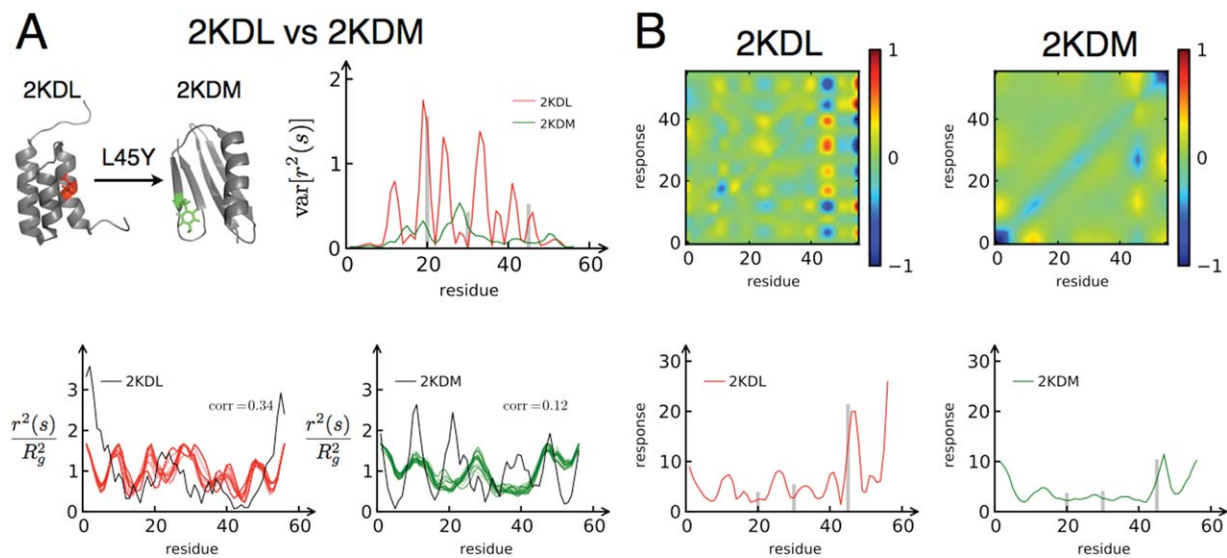 A
2KDL vs 2KDM
2KDL
2KDM
L45Y
var[r²(s)]
2
1
0
2KDL
2KDM
0 20 40 60
residue
B
2KDL
response
40
20
0
0 20 40
residue
1
0
−1
2KDM
response
40
20
0
0 20 40
residue
1
0
−1
r²(s)
R_g²
3
2
1
0
2KDL
corr=0.34
0 20 40 60
residue
r²(s)
R_g²
3
2
1
0
2KDM
corr=0.12
0 20 40 60
residue
response
30
20
10
0
2KDL
0 20 40 60
residue
response
30
20
10
0
2KDM
0 20 40 60
residue